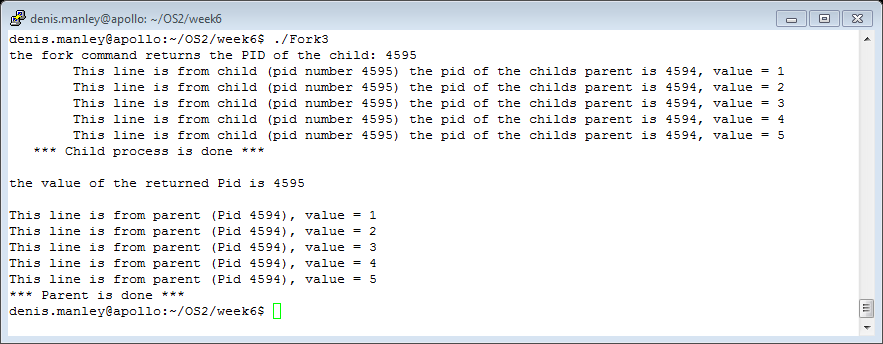 denis.manley@apollo: ~/OS2/week6
denis.manley@apollo:~/OS2/week6$ ./Fork3
the fork command returns the PID of the child: 4595
This line is from child (pid number 4595) the pid of the childs parent is 4594, value = 1
This line is from child (pid number 4595) the pid of the childs parent is 4594, value = 2
This line is from child (pid number 4595) the pid of the childs parent is 4594, value = 3
This line is from child (pid number 4595) the pid of the childs parent is 4594, value = 4
This line is from child (pid number 4595) the pid of the childs parent is 4594, value = 5
*** Child process is done ***
the value of the returned Pid is 4595
This line is from parent (Pid 4594), value = 1
This line is from parent (Pid 4594), value = 2
This line is from parent (Pid 4594), value = 3
This line is from parent (Pid 4594), value = 4
This line is from parent (Pid 4594), value = 5
*** Parent is done ***
denis.manley@apollo:~/OS2/week6$